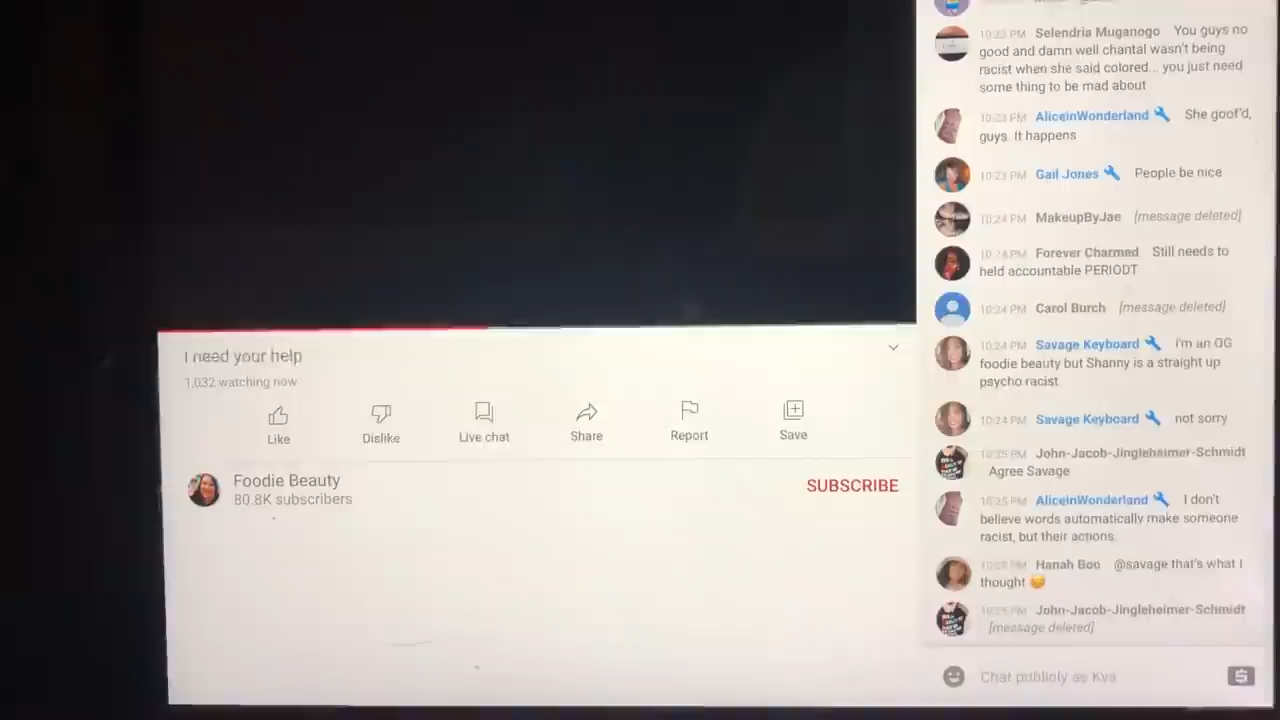 I need your help
1,032 watching now
Like
Dislike
Live chat
Share
Report
Save
Foodie Beauty
80.8K subscribers
SUBSCRIBE
10:23 PM Selendria Muganogo You guys no
good and damn well chantal wasn't being
racist when she said colored... you just need
some thing to be mad about
10:23 PM AliceinWonderland She goof'd,
guys. It happens
10:23 PM Gail Jones People be nice
10:24 PM MakeupByJae [message deleted]
10:24 PM Forever Charmed Still needs to
held accountable PERIODT
10:24 PM Carol Burch [message deleted]
10:24 PM Savage Keyboard i'm an OG
foodie beauty but Shanny is a straight up
psycho racist
10:24 PM Savage Keyboard not sorry
10:25 PM John-Jacob-Jingleheimer-Schmidt
Agree Savage
10:25 PM AliceinWonderland I don't
believe words automatically make someone
racist, but their actions.
10:25 PM Hanah Boo @savage that's what I
thought
10:25 PM John-Jacob-Jingleheimer-Schmidt
[message deleted]
Chat publicly as Kya